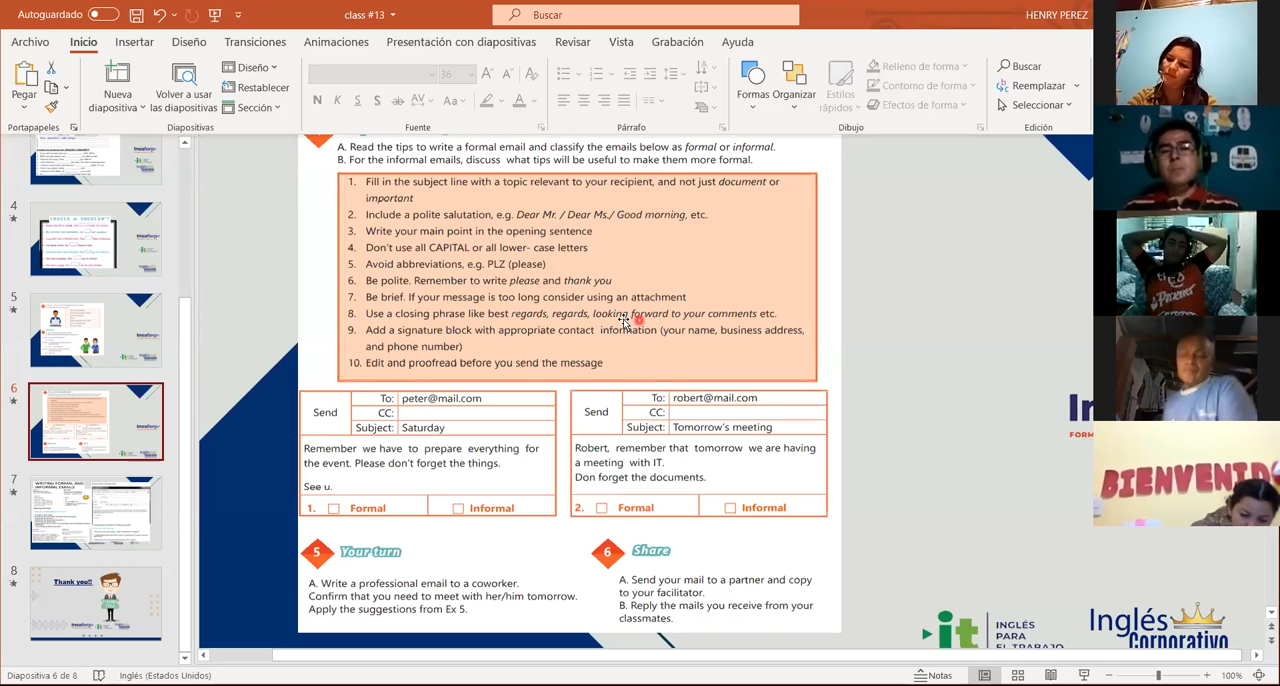 Autoguardado
class #13
Buscar
HENRY PEREZ
Archivo Inicio Insertar Diseño Transiciones Animaciones Presentación con diapositivas Revisar Vista Grabación Ayuda
Pegar
Nueva diapositiva
Volver a usar las diapositivas
Diseño
Restablecer
Sección
36
N K S S ab AV Aa A
Formas Organizar Estilos rápidos
Relleno de forma
Contorno de forma
Efectos de forma
Buscar
Reemplazar
Seleccionar
Portapapeles Diapositivas Fuente Párrafo Dibujo Edición
4
5
6
7
8
WRITING FORMAL AND INFORMAL EMAILS
Thank you!!
A. Read the tips to write a formal email and classify the emails below as formal or informal.
B. For the informal emails, discuss what tips will be useful to make them more formal.
1. Fill in the subject line with a topic relevant to your recipient, and not just document or
important
2. Include a polite salutation, e.g. Dear Mr. / Dear Ms./ Good morning, etc.
3. Write your main point in the opening sentence
4. Don't use all CAPITAL or all lower- case letters
5. Avoid abbreviations, e.g. PLZ (please)
6. Be polite. Remember to write please and thank you
7. Be brief. If your message is too long consider using an attachment
8. Use a closing phrase like best regards, regards, looking forward to your comments etc.
9. Add a signature block with appropriate contact information (your name, business address,
and phone number)
10. Edit and proofread before you send the message
Send
To: peter@mail.com
CC:
Subject: Saturday
Remember we have to prepare everything for
the event. Please don't forget the things.
See u.
1. Formal Informal
Send
To: robert@mail.com
CC:
Subject: Tomorrow's meeting
Robert, remember that tomorrow we are having
a meeting with IT.
Don forget the documents.
2. Formal Informal
5 Your turn
A. Write a professional email to a coworker.
Confirm that you need to meet with her/him tomorrow.
Apply the suggestions from Ex 5.
6 Share
A. Send your mail to a partner and copy
to your facilitator.
B. Reply the mails you receive from your
classmates.
it INGLÉS
PARA
EL TRABAJO
Inglés
Corporativo
BIENVENID
Diapositiva 6 de 8
Inglés (Estados Unidos)
Notas
100%